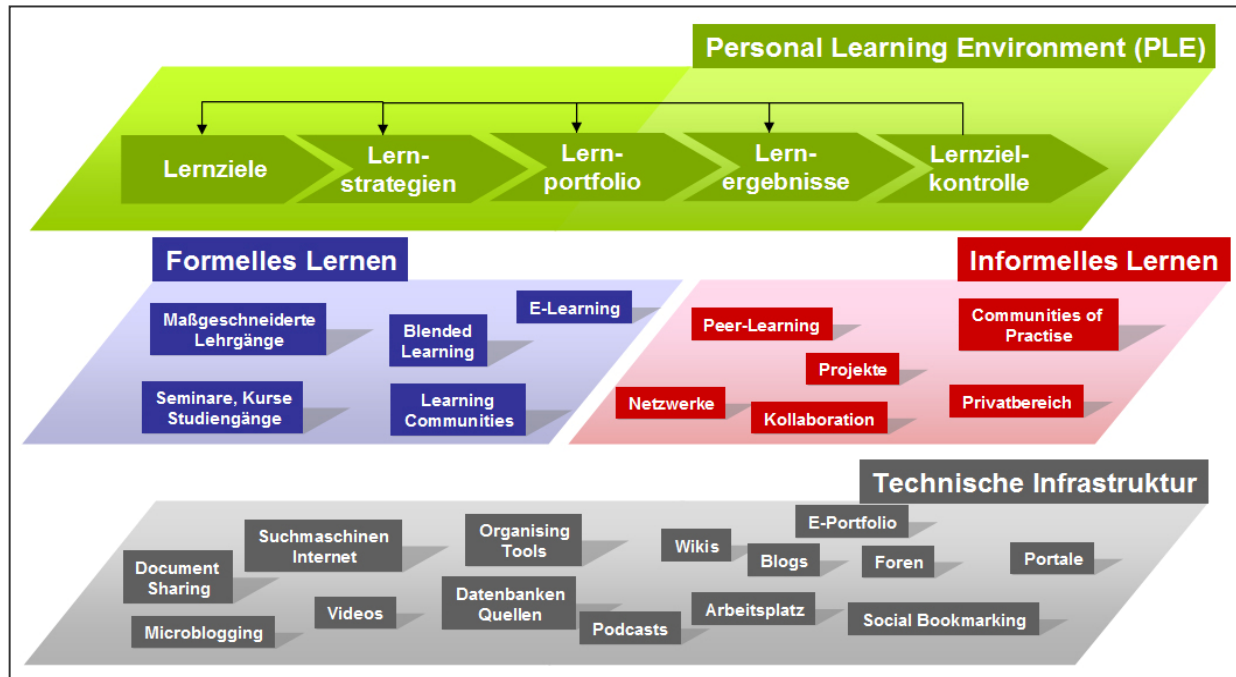 Personal Learning Environment (PLE)
Lernziele
Lern-
strategien
Lern-
portfolio
Lern-
ergebnisse
Lernziel-
kontrolle
Formelles Lernen
Maßgeschneiderte
Lehrgänge
Blended
Learning
E-Learning
Seminare, Kurse
Studiengänge
Learning
Communities
Informelles Lernen
Peer-Learning
Communities of
Practise
Projekte
Netzwerke
Kollaboration
Privatbereich
Technische Infrastruktur
Document
Sharing
Suchmaschinen
Internet
Organising
Tools
Wikis
E-Portfolio
Blogs
Foren
Portale
Microblogging
Videos
Datenbanken
Quellen
Podcasts
Arbeitsplatz
Social Bookmarking